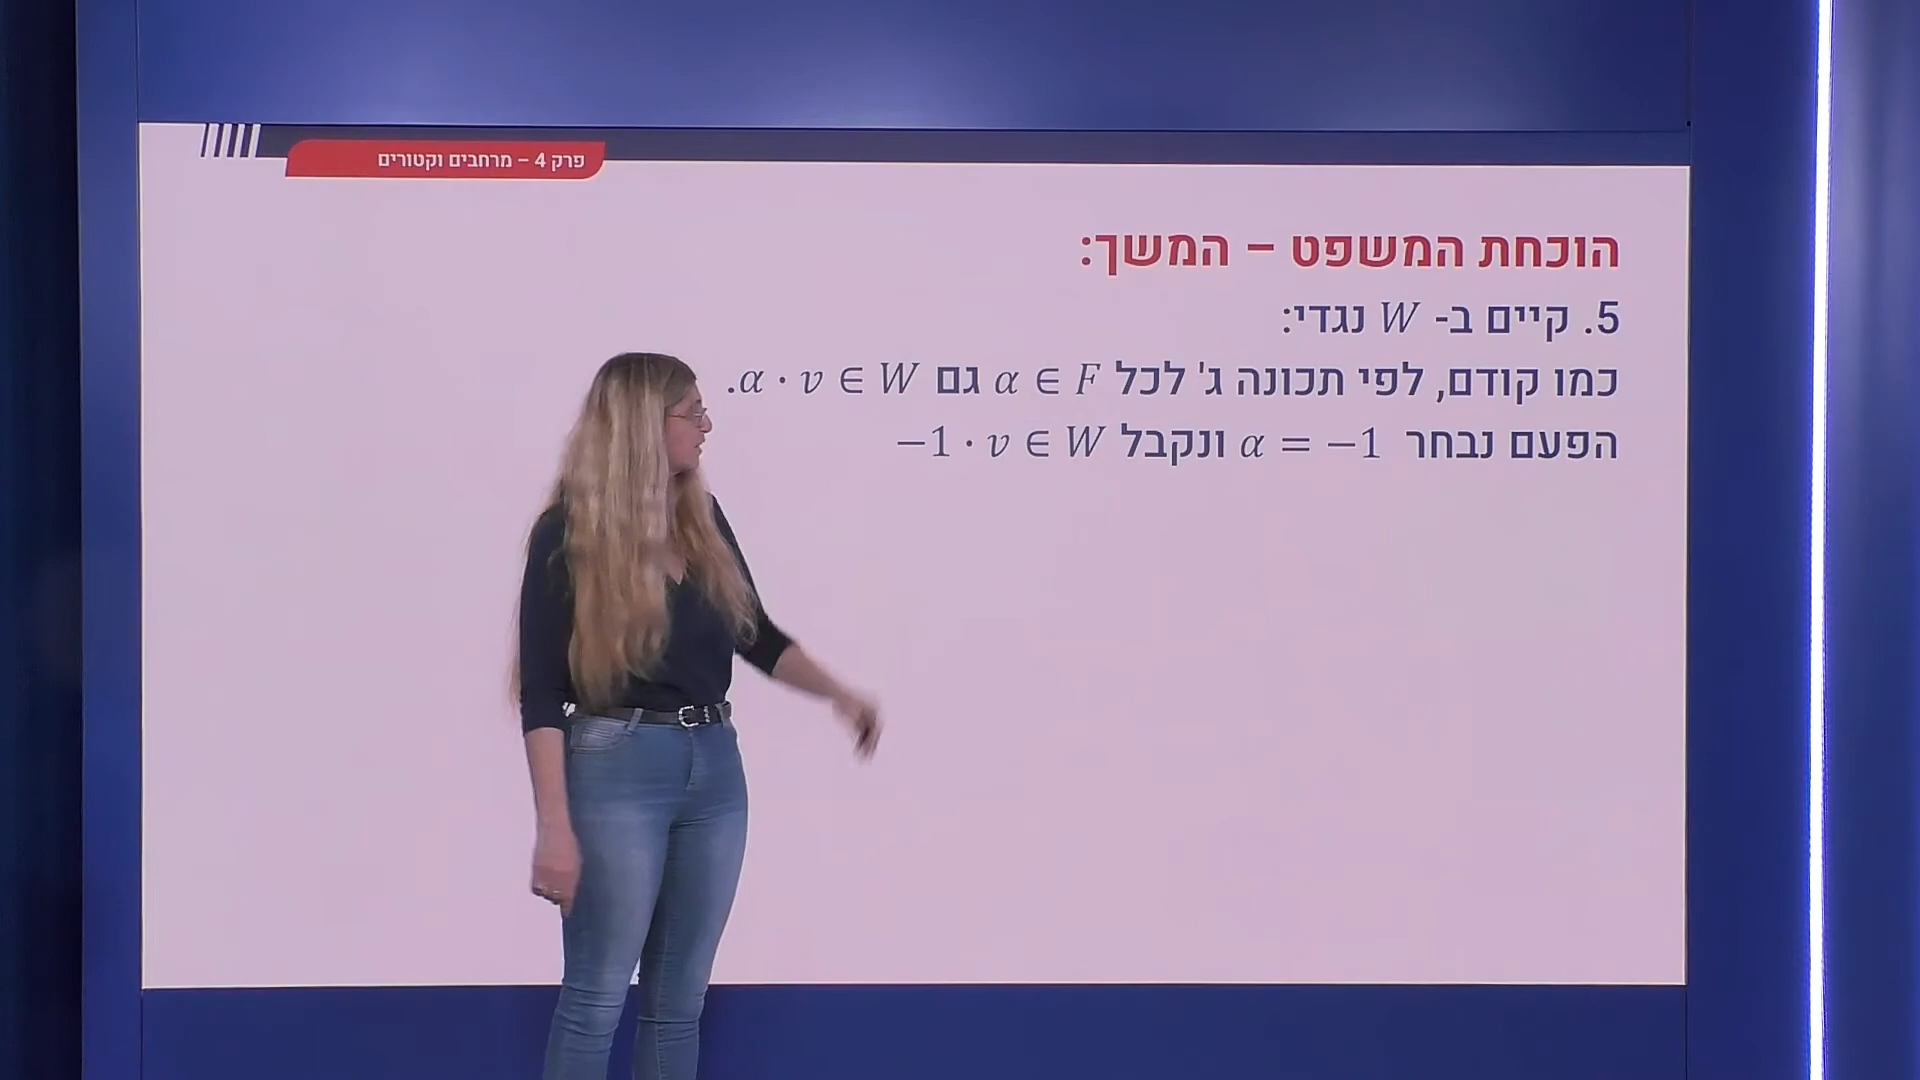 פרק 4 – מרחבים וקטורים
הוכחת המשפט – המשך:
5. קיים ב- W נגדי:
כמו קודם, לפי תכונה ג' לכל α ∈ F גם α · v ∈ W.
הפעם נבחר α = −1 ונקבל −1 · v ∈ W